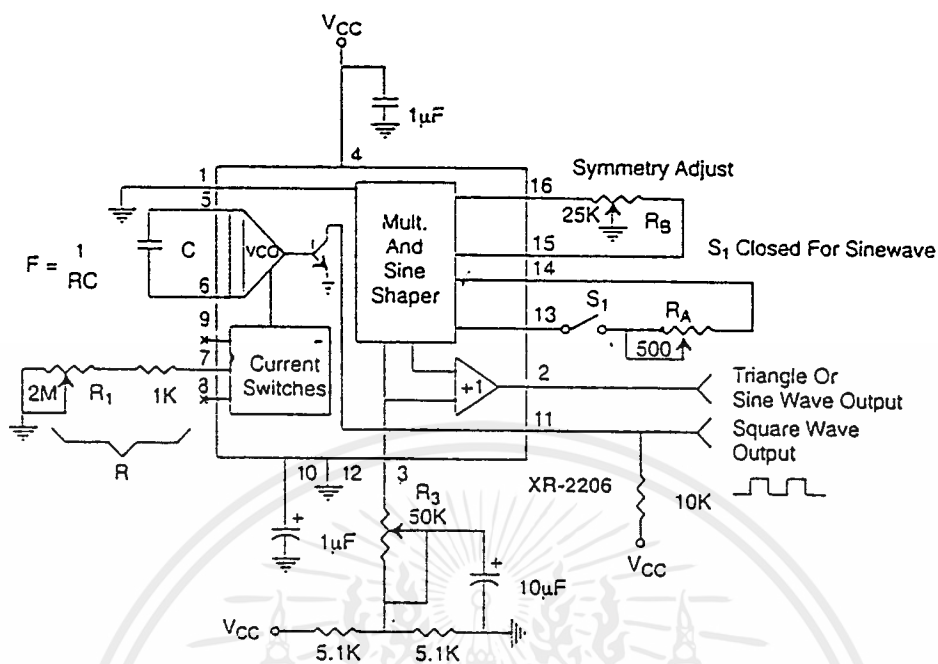 VCC
1µF
4
1
16
Symmetry Adjust
5
25K
RB
Mult.
And
Sine
Shaper
15
S1 Closed For Sinewave
C
VCO
14
F = 1
RC
6
13
S1
RA
9
500
7
Current
Switches
2M
R1
1K
8
+1
2
Triangle Or
Sine Wave Output
11
Square Wave
Output
R
10
12
3
XR-2206
R3
50K
10K
1µF
+
10µF
+
VCC
VCC
5.1K
5.1K